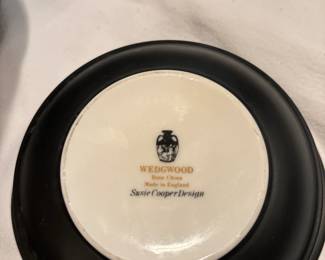 WEDGWOOD
Bone China
Made in England
Susie Cooper Design